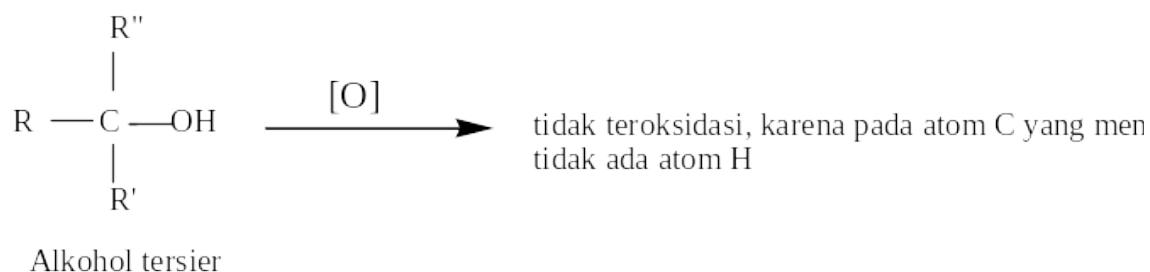 R"
[O]
R — C — OH
tidak teroksidasi, karena pada atom C yang men
tidak ada atom H
R'
Alkohol tersier